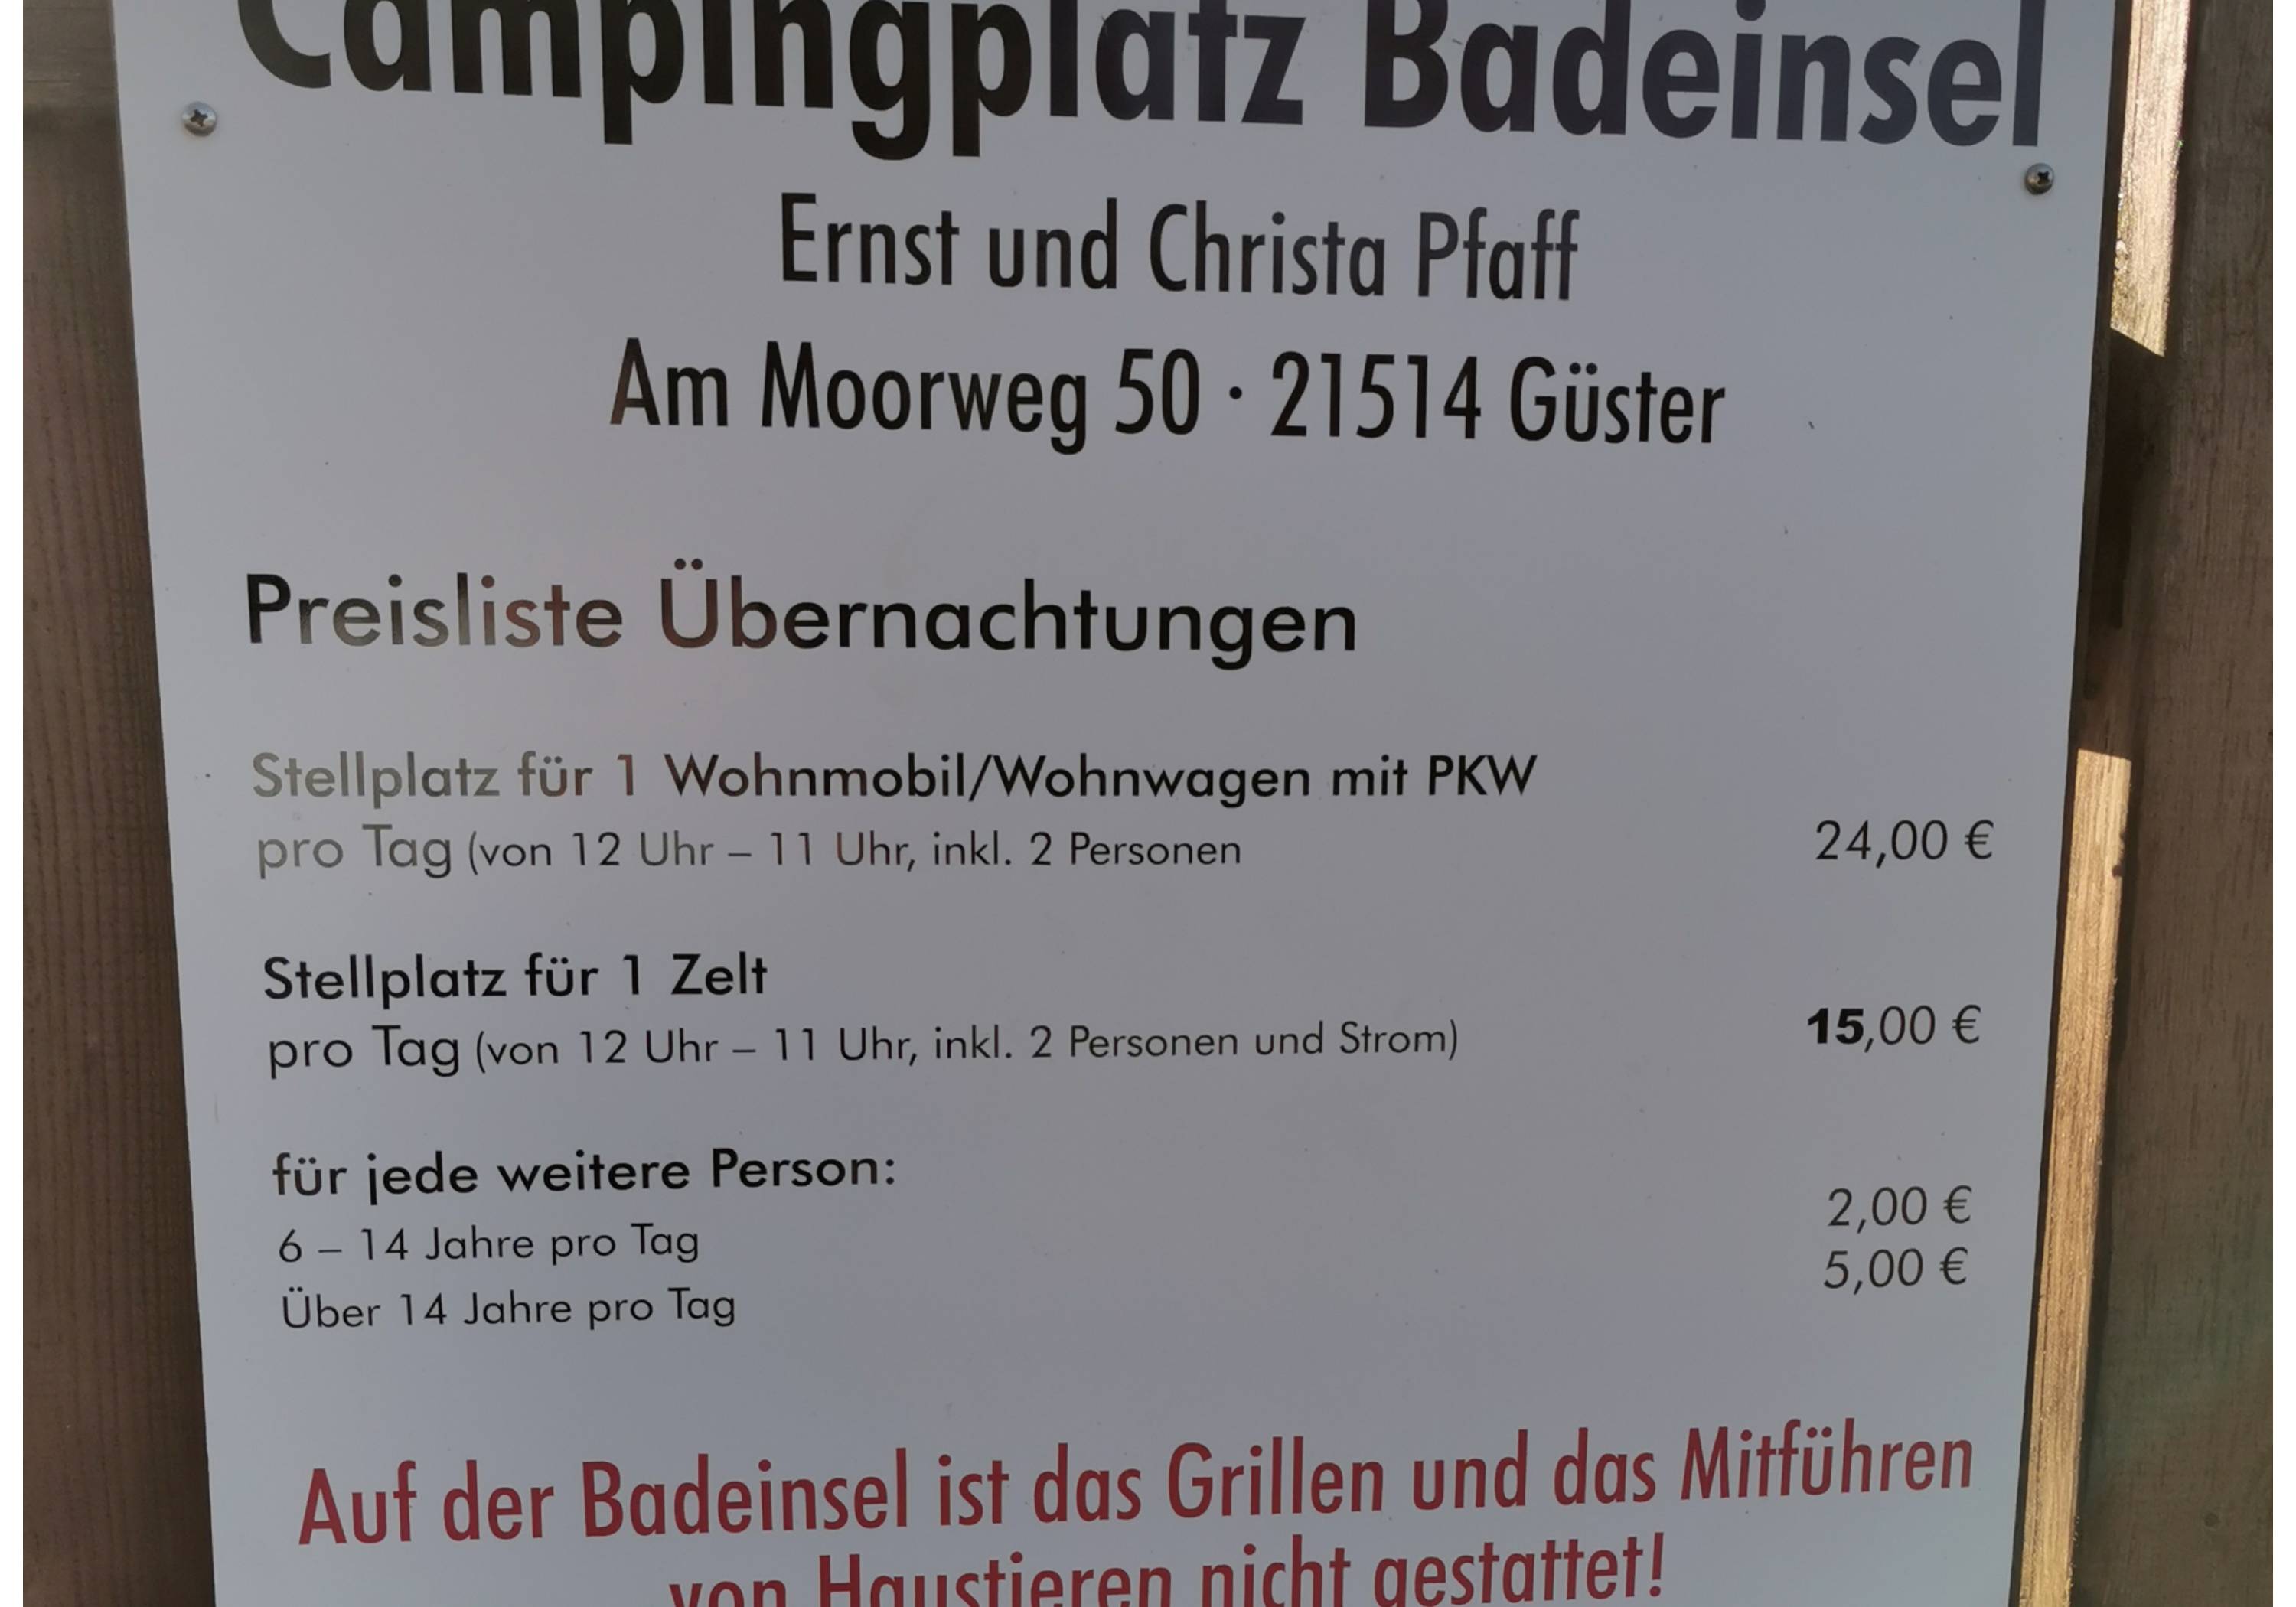 Campingplatz Badeinsel
Ernst und Christa Pfaff
Am Moorweg 50 · 21514 Güster
Preisliste Übernachtungen
Stellplatz für 1 Wohnmobil/Wohnwagen mit PKW
pro Tag (von 12 Uhr – 11 Uhr, inkl. 2 Personen 24,00 €
Stellplatz für 1 Zelt
pro Tag (von 12 Uhr – 11 Uhr, inkl. 2 Personen und Strom) 15,00 €
für jede weitere Person:
6 – 14 Jahre pro Tag 2,00 €
Über 14 Jahre pro Tag 5,00 €
Auf der Badeinsel ist das Grillen und das Mitführen
von Haustieren nicht gestattet!